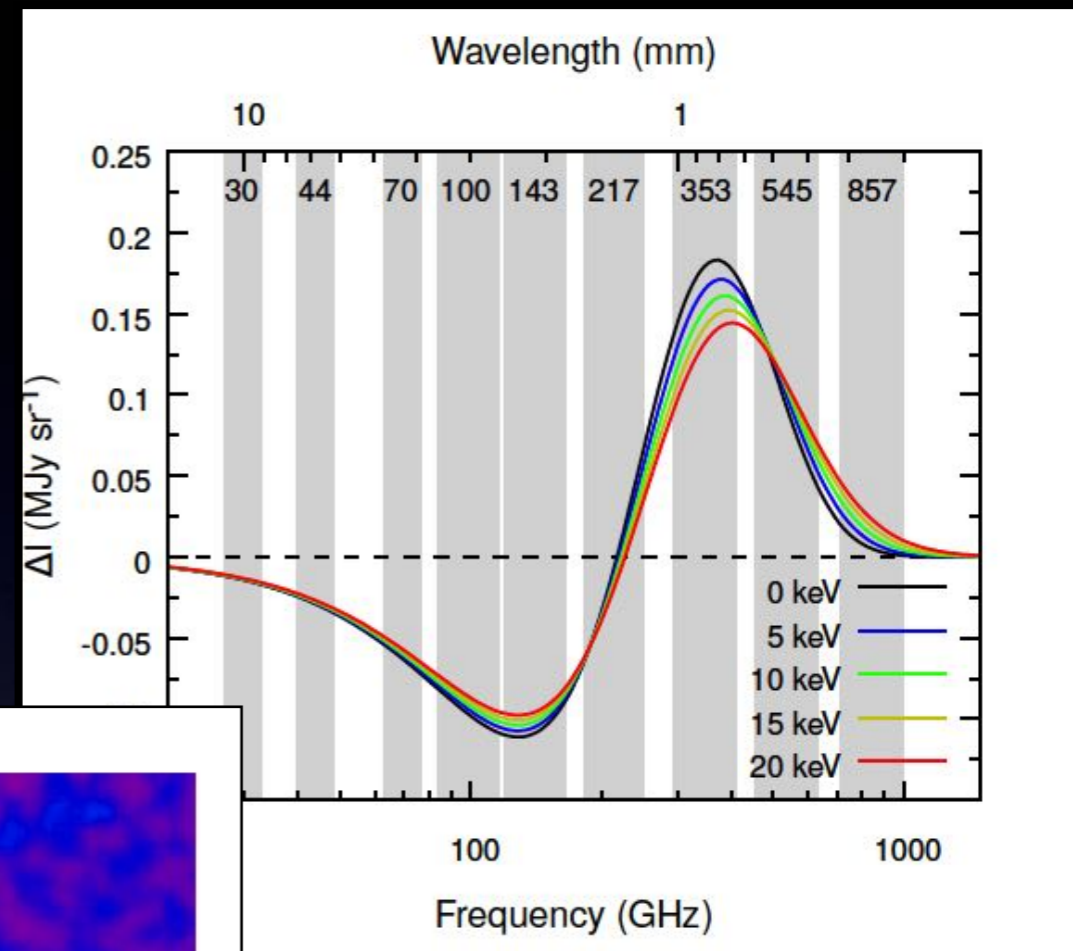 Wavelength (mm)
10 1
0.25
30 44 70 100 143 217 353 545 857
0.2
0.15
0.1
0.05
0
-0.05
ΔI (MJy sr⁻¹)
0 keV
5 keV
10 keV
15 keV
20 keV
100 1000
Frequency (GHz)